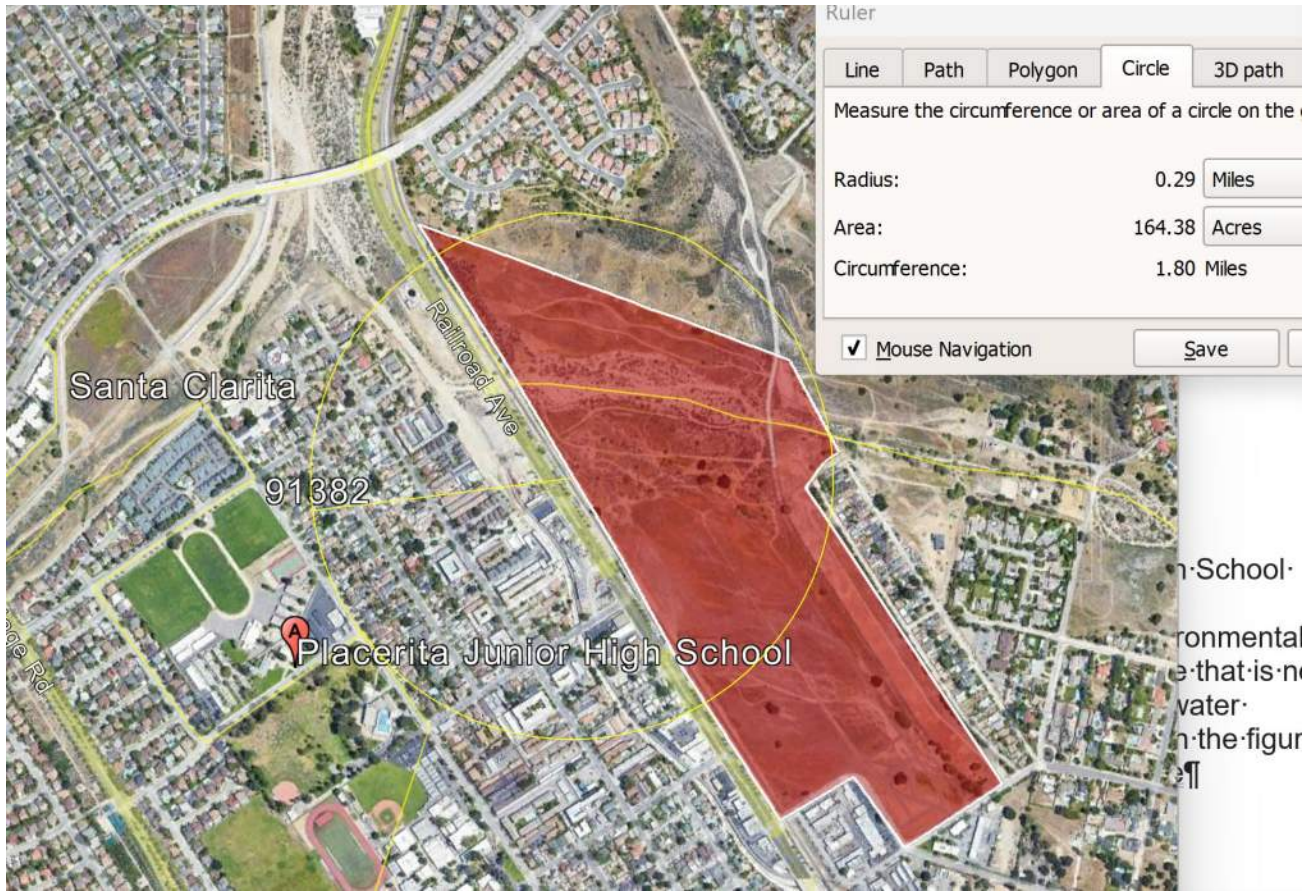 Ruler
Line Path Polygon Circle 3D path
Measure the circumference or area of a circle on the
Radius: 0.29 Miles
Area: 164.38 Acres
Circumference: 1.80 Miles
✓ Mouse Navigation Save
Railroad Ave
Santa Clarita
91382
A
Placerita Junior High School
Rd
School·
ronmental
that·is·
water·
the·figur
¶